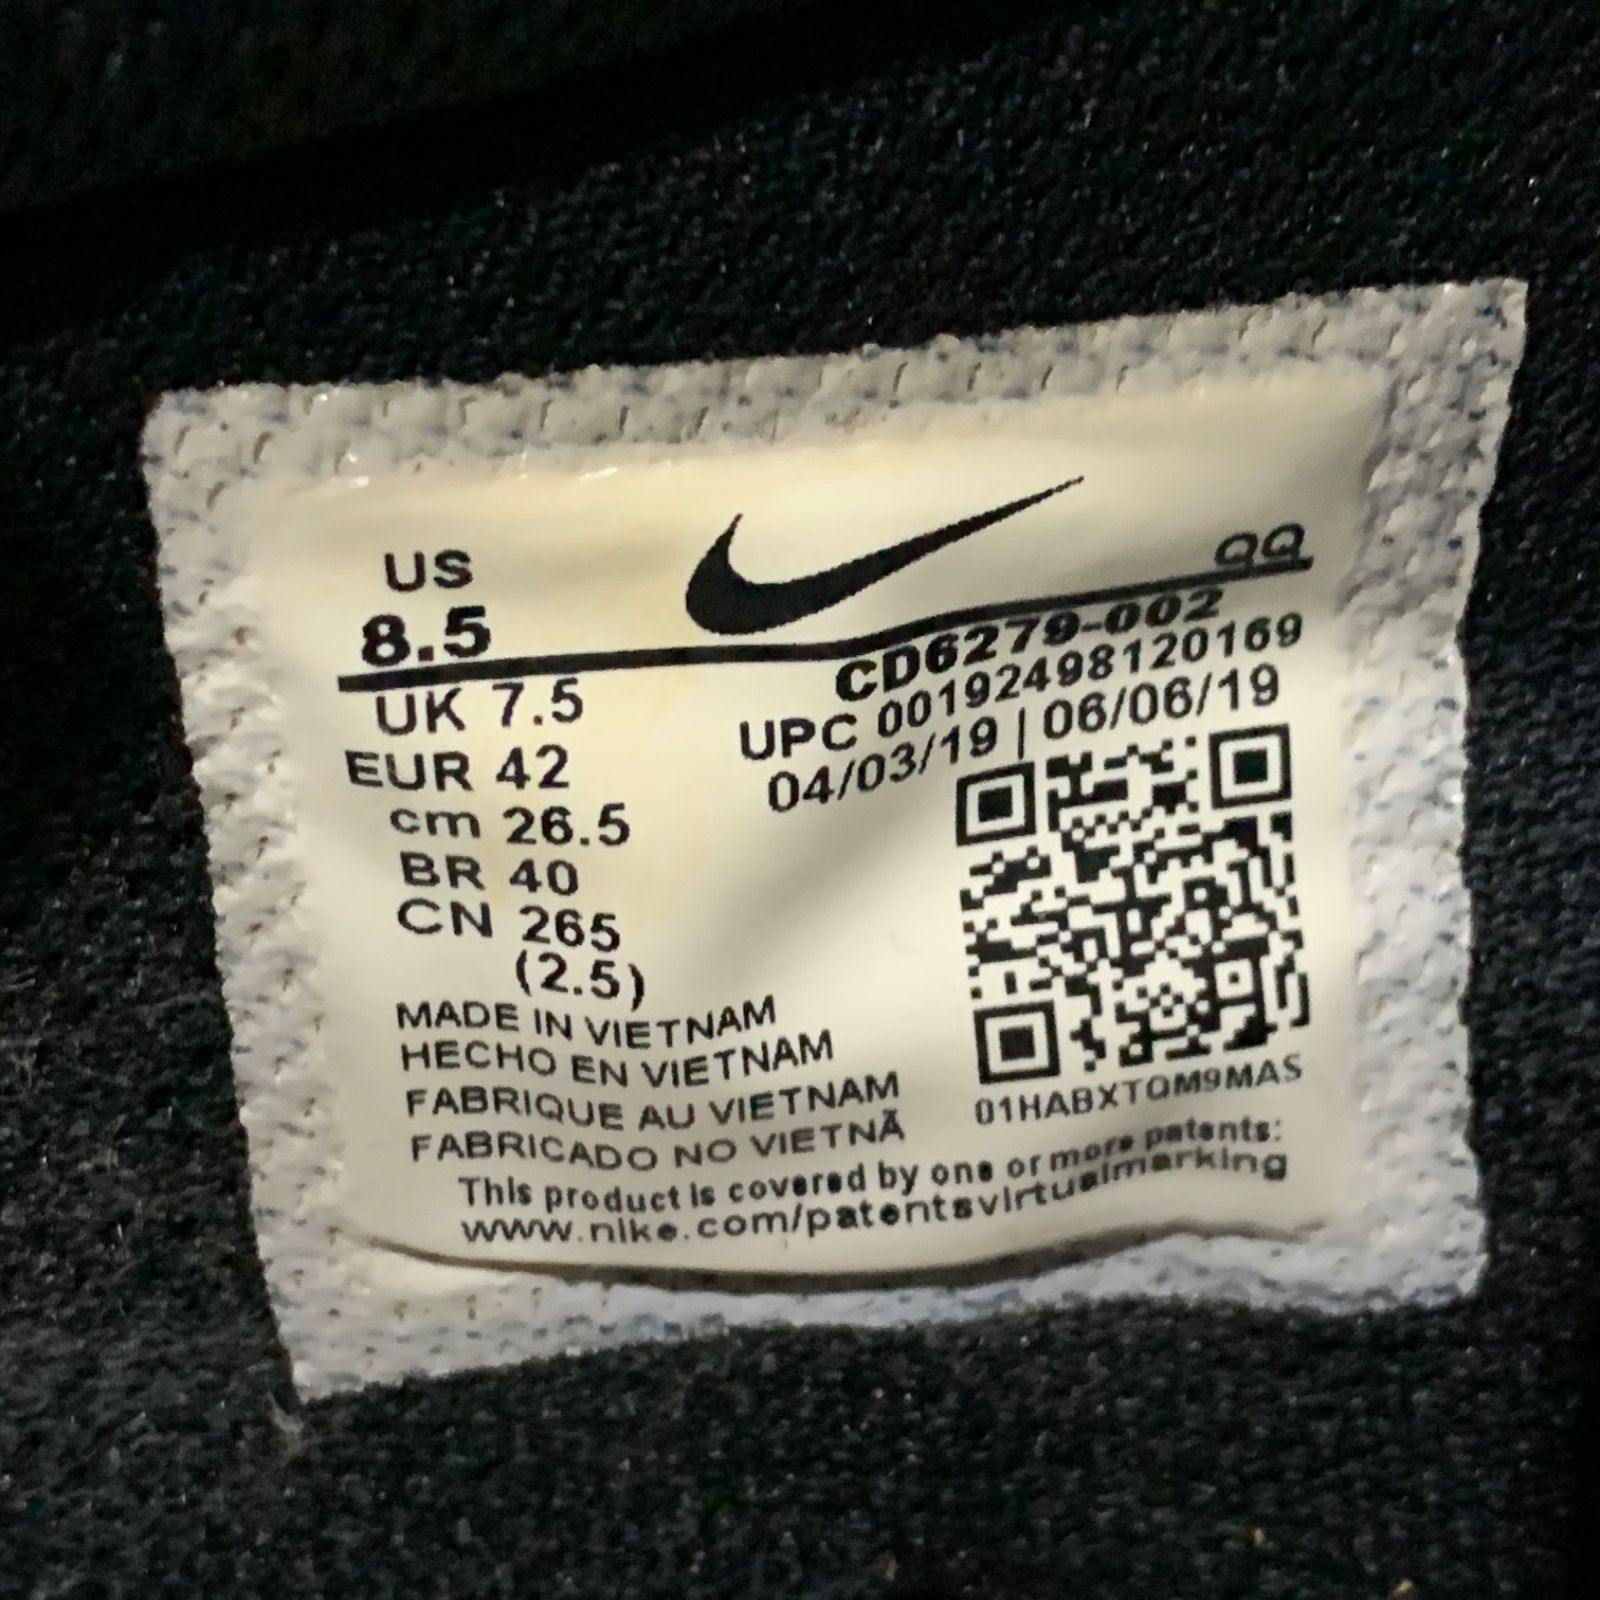 US
8.5
QQ
UK 7.5
EUR 42
cm 26.5
BR 40
CN 265
(2.5)
CD6279-002
UPC 00192498120169
04/03/19 | 06/06/19
MADE IN VIETNAM
HECHO EN VIETNAM
FABRIQUE AU VIETNAM
FABRICADO NO VIETNÃ
01HABXTQM9MAS
This product is covered by one or more patents:
www.nike.com/patentsvirtualmarking